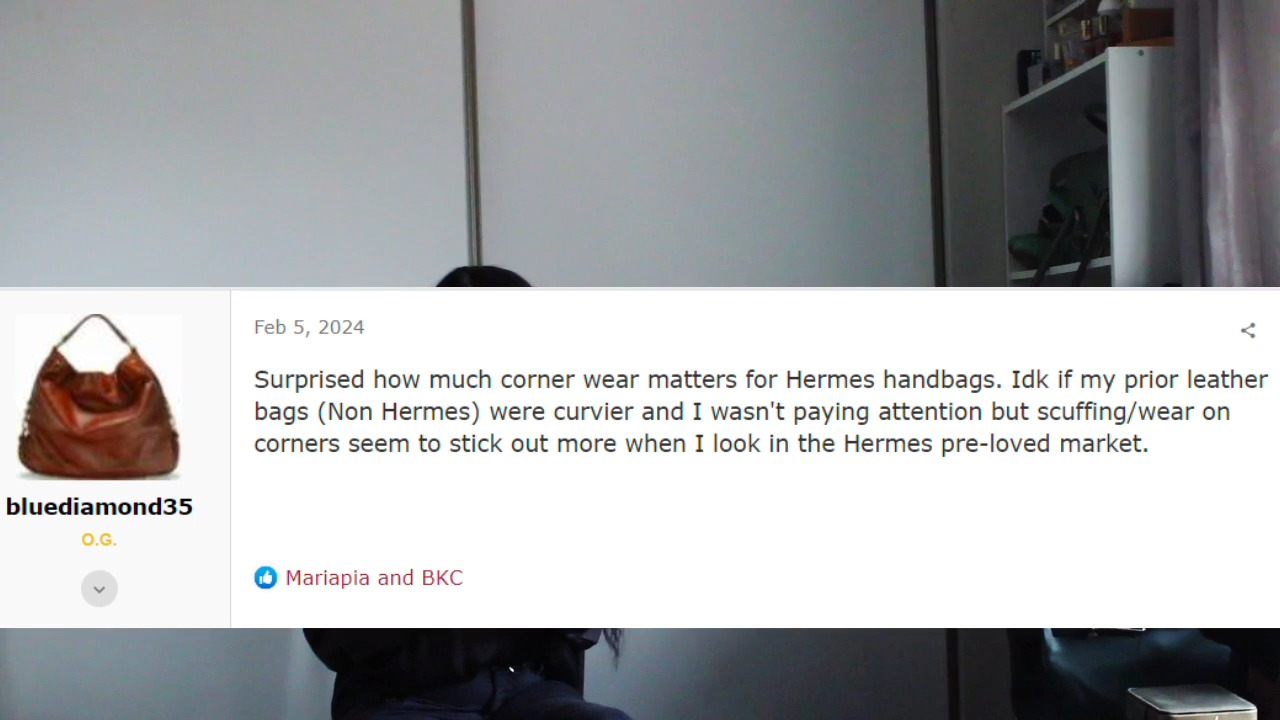 Feb 5, 2024
Surprised how much corner wear matters for Hermes handbags. Idk if my prior leather
bags (Non Hermes) were curvier and I wasn't paying attention but scuffing/wear on
corners seem to stick out more when I look in the Hermes pre-loved market.
bluediamond35
O.G.
Mariapia and BKC